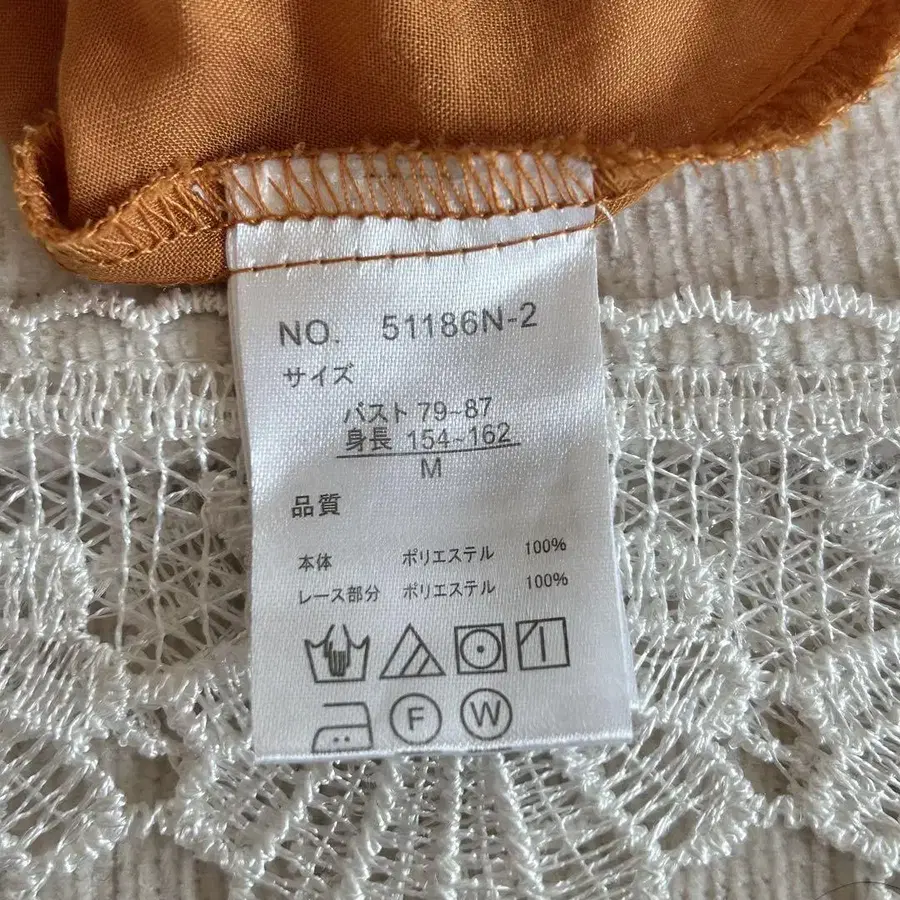 NO. 51186N-2
サイズ
バスト 79~87
身長 154~162
M
品質
本体 ポリエステル 100%
レース部分 ポリエステル 100%
F W